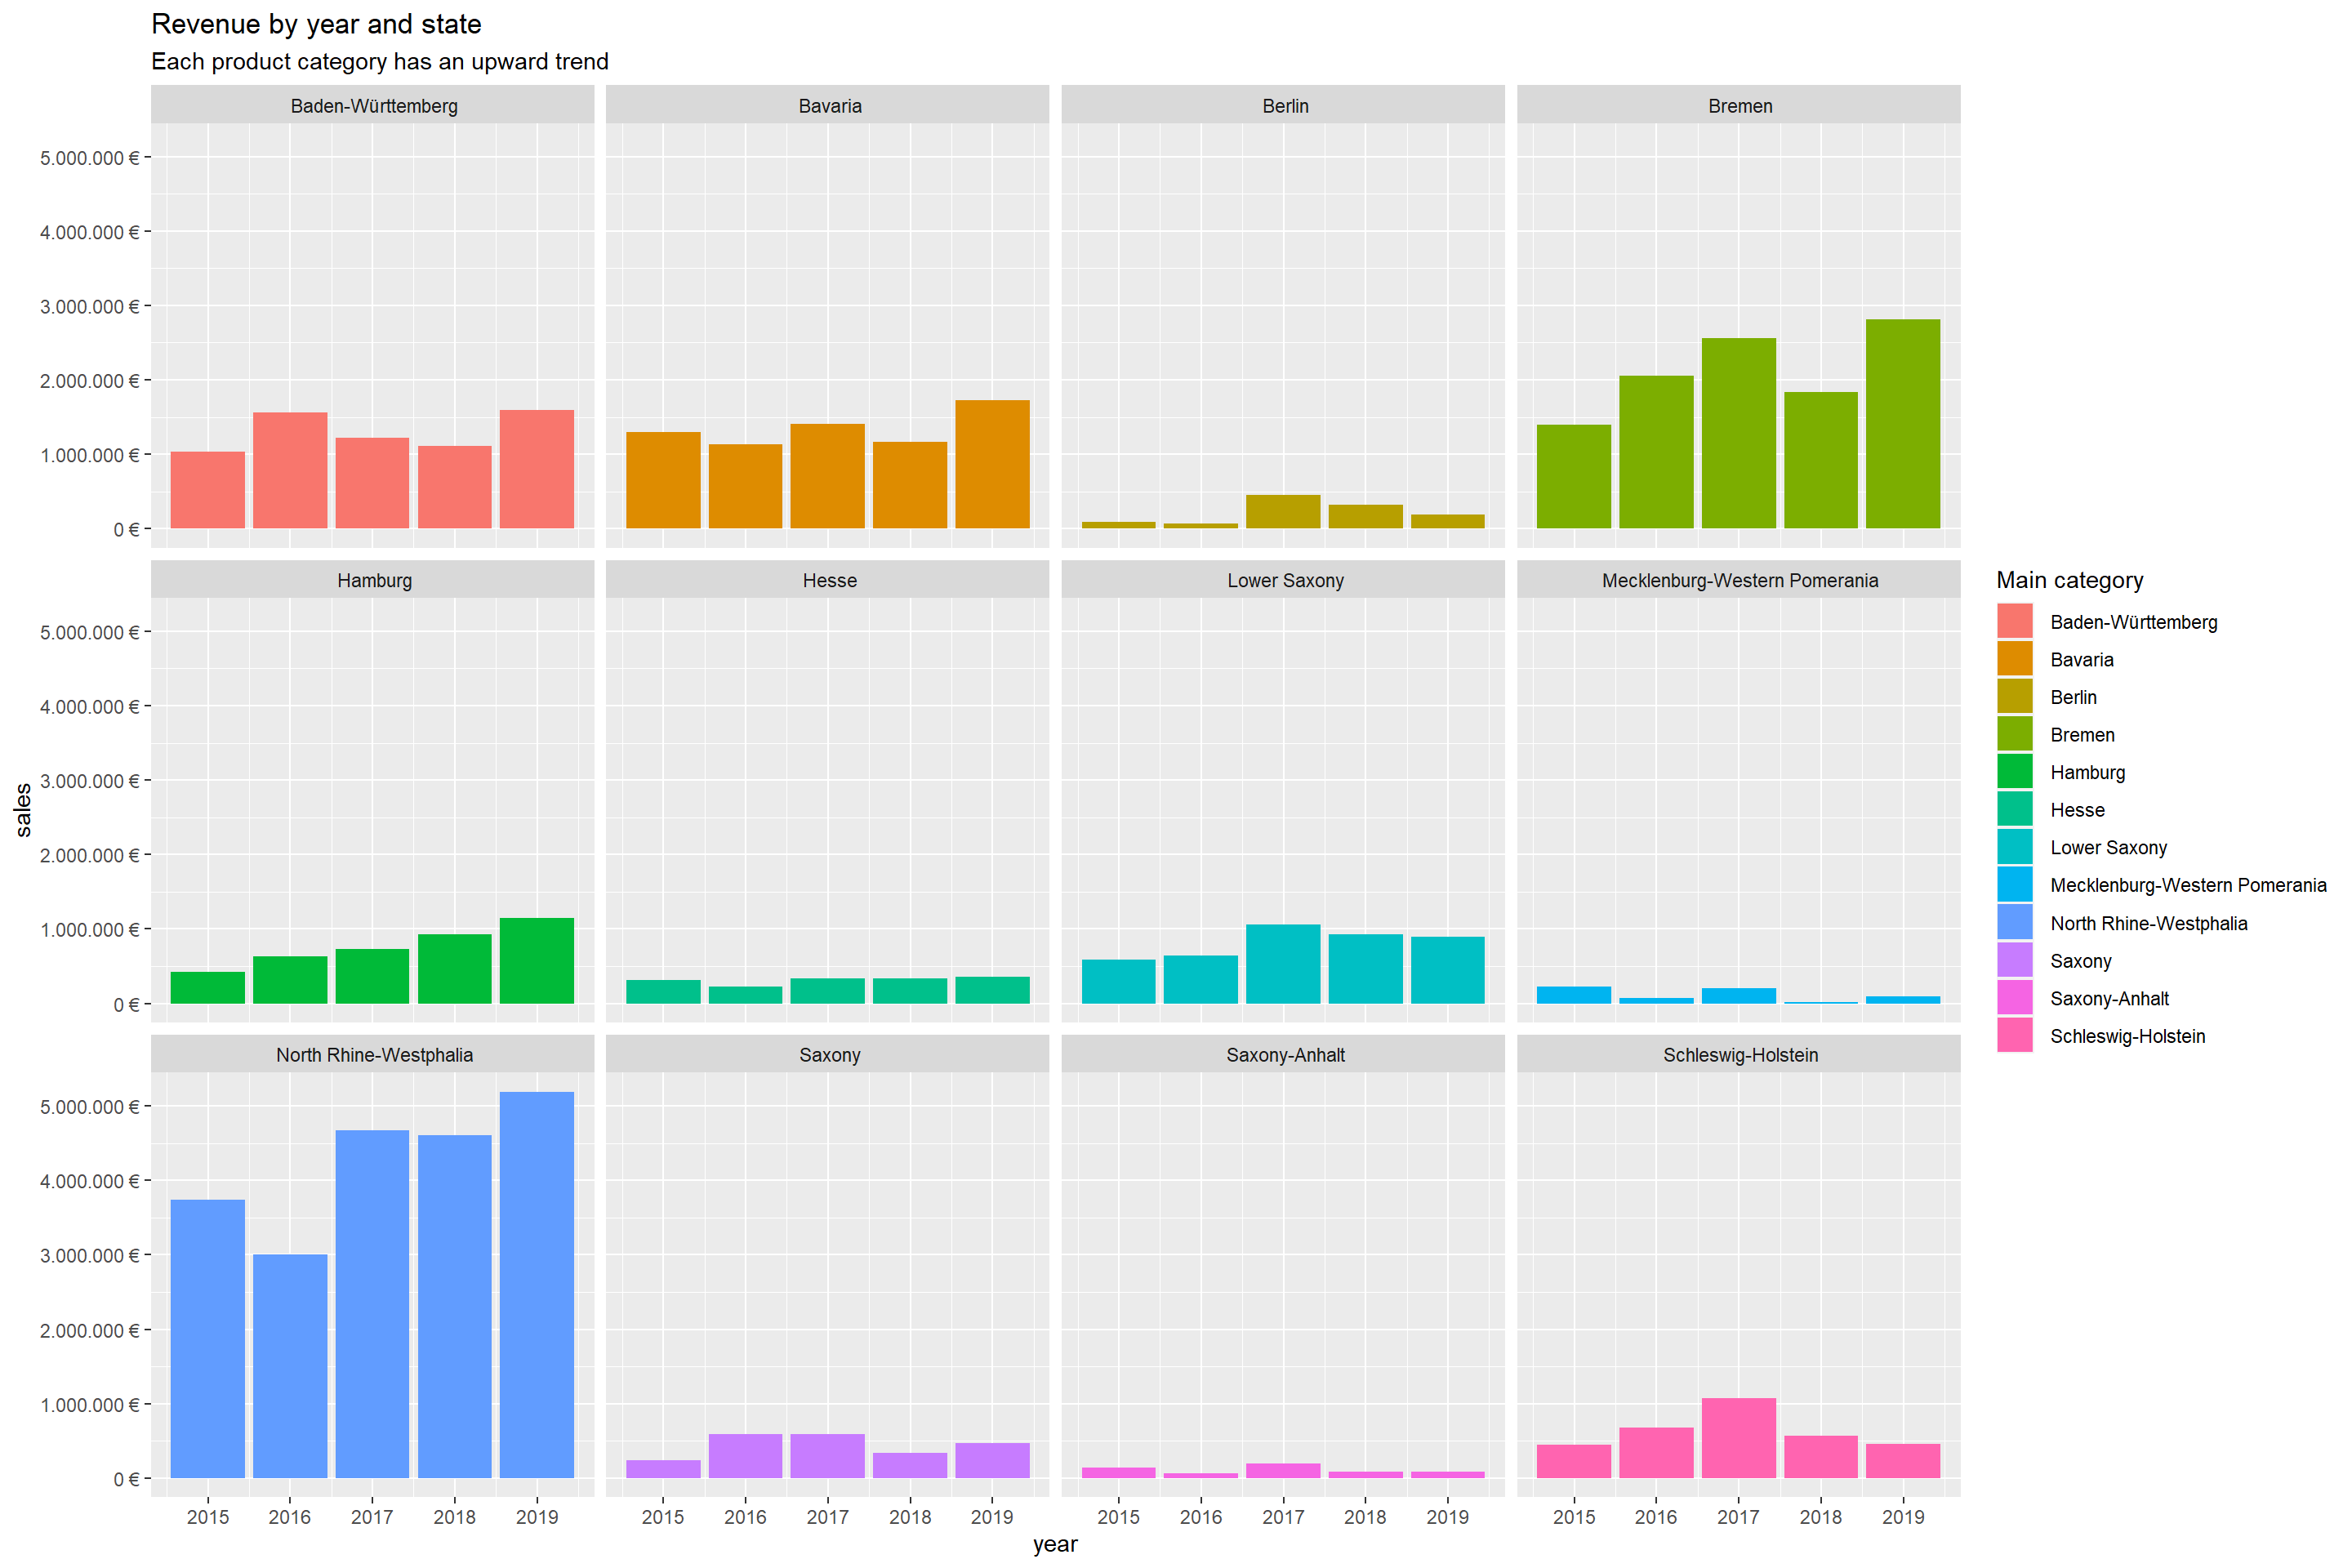 Revenue by year and state
Each product category has an upward trend
Baden-Württemberg
Bavaria
Berlin
Bremen
5.000.000 €
4.000.000 €
3.000.000 €
2.000.000 €
1.000.000 €
0 €
Hamburg
Hesse
Lower Saxony
Mecklenburg-Western Pomerania
5.000.000 €
4.000.000 €
3.000.000 €
2.000.000 €
1.000.000 €
0 €
North Rhine-Westphalia
Saxony
Saxony-Anhalt
Schleswig-Holstein
5.000.000 €
4.000.000 €
3.000.000 €
2.000.000 €
1.000.000 €
0 €
2015 2016 2017 2018 2019
2015 2016 2017 2018 2019
2015 2016 2017 2018 2019
2015 2016 2017 2018 2019
year
sales
Main category
Baden-Württemberg
Bavaria
Berlin
Bremen
Hamburg
Hesse
Lower Saxony
Mecklenburg-Western Pomerania
North Rhine-Westphalia
Saxony
Saxony-Anhalt
Schleswig-Holstein